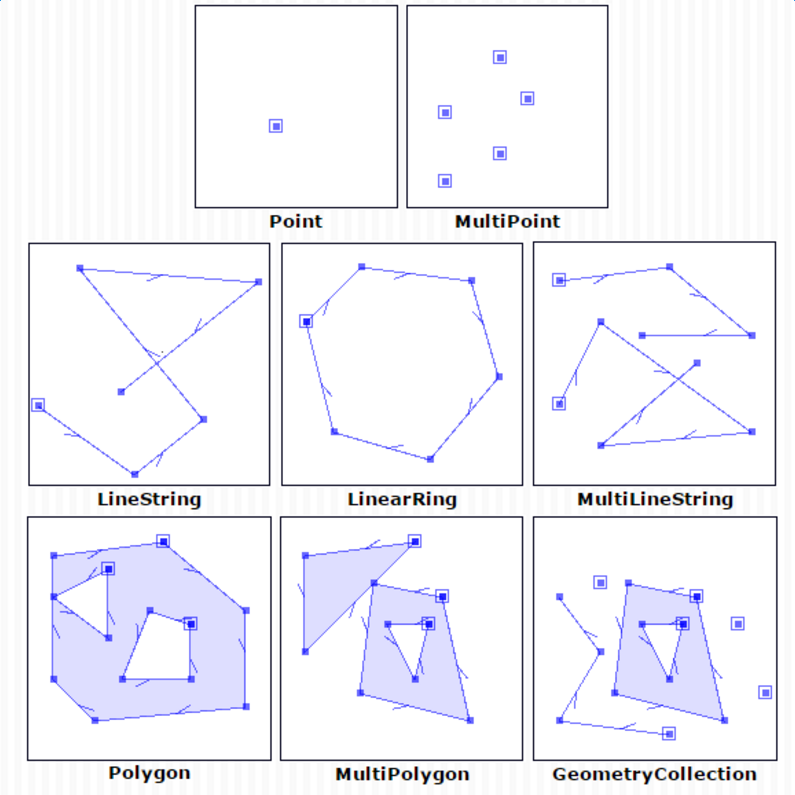 Point
MultiPoint
LineString
LinearRing
MultiLineString
Polygon
MultiPolygon
GeometryCollection